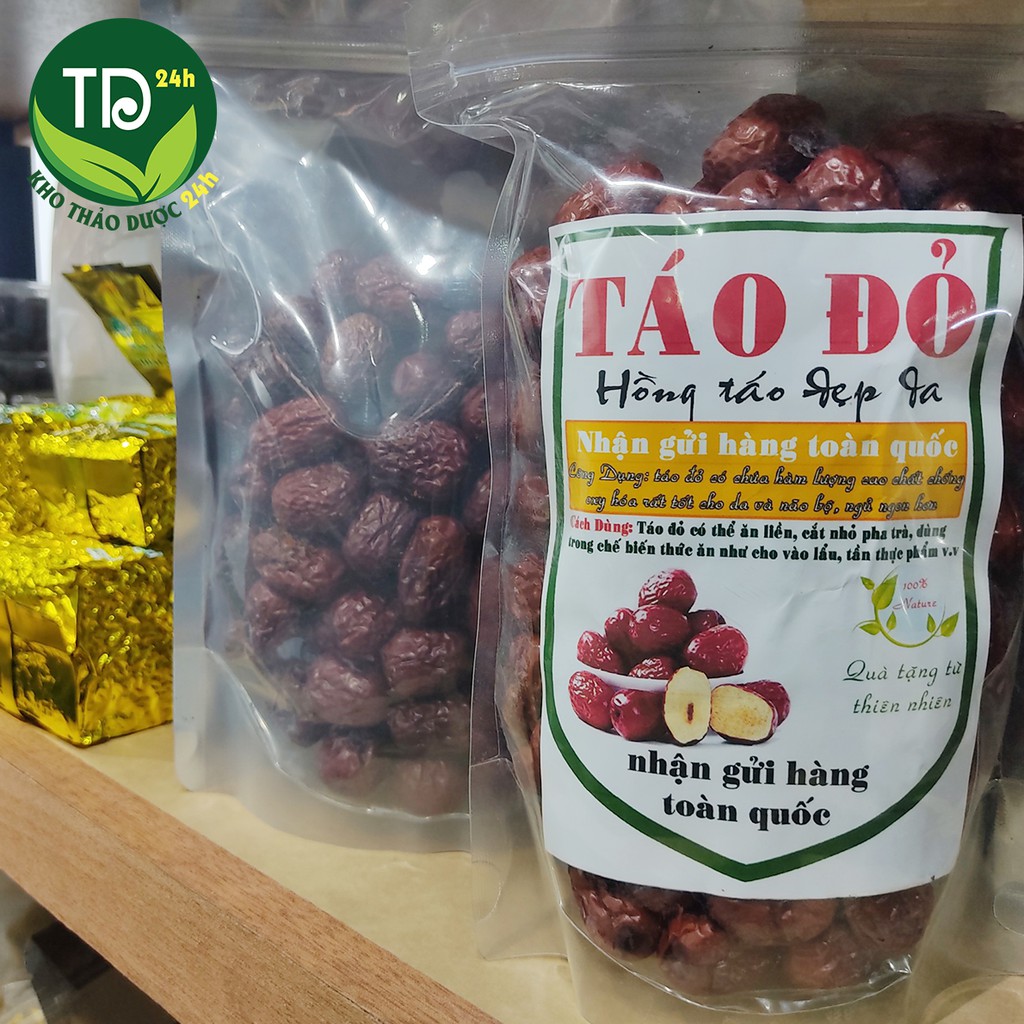 TD 24h
KHO THẢO DƯỢC 24h
TÁO ĐỎ
Hồng táo đẹp da
Nhận gửi hàng toàn quốc
Công Dụng: táo đỏ có chứa hàm lượng cao chất chống
oxy hóa rất tốt cho da và não bộ, ngủ ngon hơn
Cách Dùng: Táo đỏ có thể ăn liền, cắt nhỏ pha trà, dùng
trong chế biến thức ăn như cho vào lẩu, tần thực phẩm v.v
100%
Nature
Quà tặng từ
thiên nhiên
nhận gửi hàng
toàn quốc